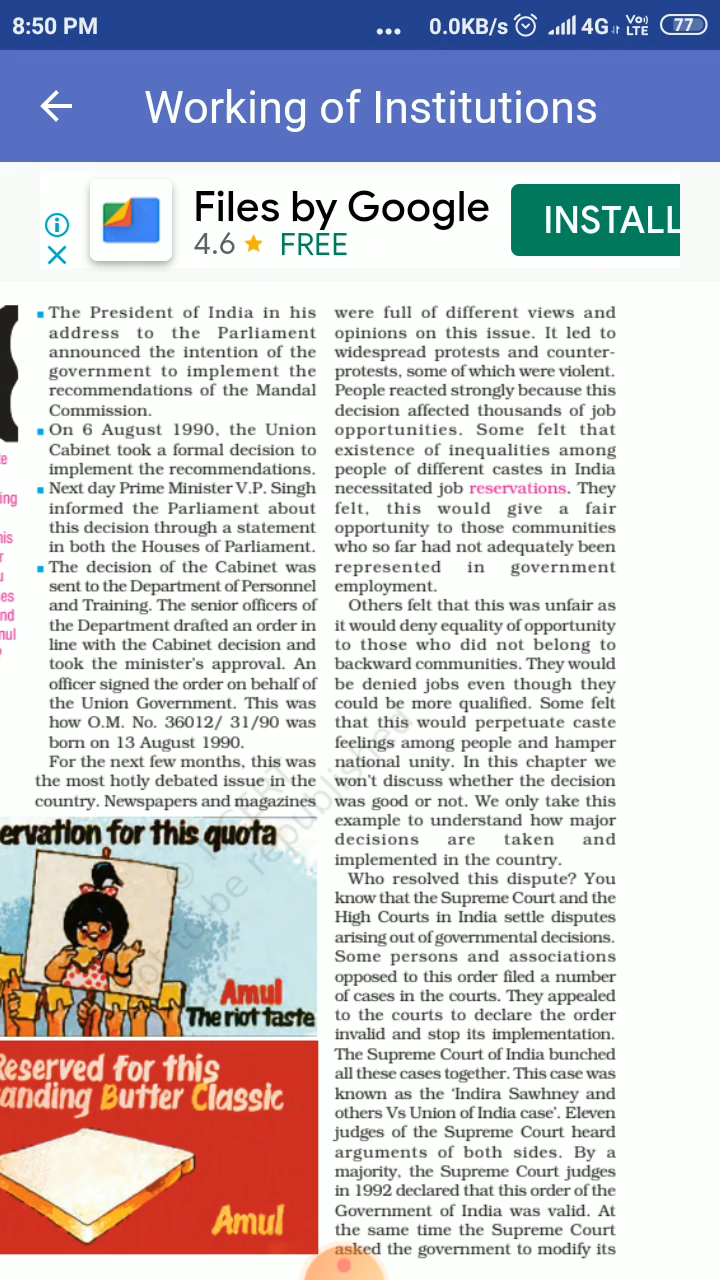 8:50 PM
... 0.0KB/s 4G Vo)) LTE 77
Working of Institutions
Files by Google
4.6 ★ FREE
INSTALL
▪ The President of India in his
address to the Parliament
announced the intention of the
government to implement the
recommendations of the Mandal
Commission.
▪ On 6 August 1990, the Union
Cabinet took a formal decision to
implement the recommendations.
▪ Next day Prime Minister V.P. Singh
informed the Parliament about
this decision through a statement
in both the Houses of Parliament.
▪ The decision of the Cabinet was
sent to the Department of Personnel
and Training. The senior officers of
the Department drafted an order in
line with the Cabinet decision and
took the minister's approval. An
officer signed the order on behalf of
the Union Government. This was
how O.M. No. 36012/ 31/90 was
born on 13 August 1990.
For the next few months, this was
the most hotly debated issue in the
country. Newspapers and magazines
ervation for this quota
Amul
The riot taste
Reserved for this
anding Butter Classic
Amul
were full of different views and
opinions on this issue. It led to
widespread protests and counter-
protests, some of which were violent.
People reacted strongly because this
decision affected thousands of job
opportunities. Some felt that
existence of inequalities among
people of different castes in India
necessitated job reservations. They
felt, this would give a fair
opportunity to those communities
who so far had not adequately been
represented in government
employment.
Others felt that this was unfair as
it would deny equality of opportunity
to those who did not belong to
backward communities. They would
be denied jobs even though they
could be more qualified. Some felt
that this would perpetuate caste
feelings among people and hamper
national unity. In this chapter we
won't discuss whether the decision
was good or not. We only take this
example to understand how major
decisions are taken and
implemented in the country.
Who resolved this dispute? You
know that the Supreme Court and the
High Courts in India settle disputes
arising out of governmental decisions.
Some persons and associations
opposed to this order filed a number
of cases in the courts. They appealed
to the courts to declare the order
invalid and stop its implementation.
The Supreme Court of India bunched
all these cases together. This case was
known as the 'Indira Sawhney and
others Vs Union of India case'. Eleven
judges of the Supreme Court heard
arguments of both sides. By a
majority, the Supreme Court judges
in 1992 declared that this order of the
Government of India was valid. At
the same time the Supreme Court
asked the government to modify its